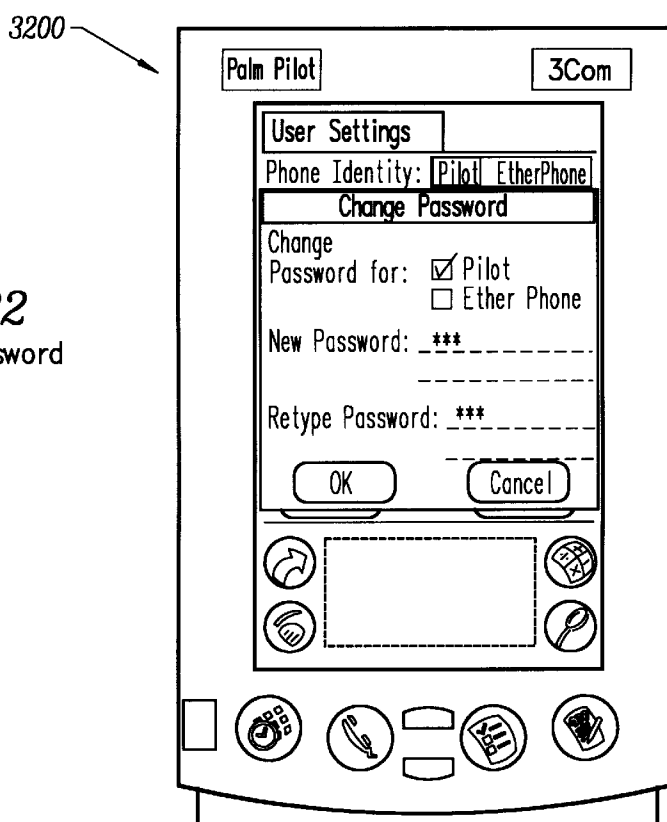 3200
Palm Pilot
3Com
User Settings
Phone Identity: Pilot EtherPhone
Change Password
Change
Password for: Pilot
Ether Phone
New Password: ***
Retype Password: ***
OK
Cancel